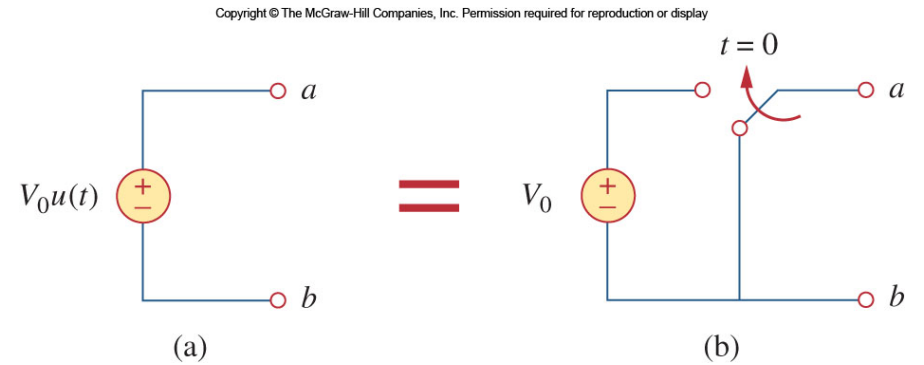 Copyright © The McGraw-Hill Companies, Inc. Permission required for reproduction or display
t = 0
a
a
V₀u(t)
+
−
=
V₀
+
−
b
b
(a)
(b)